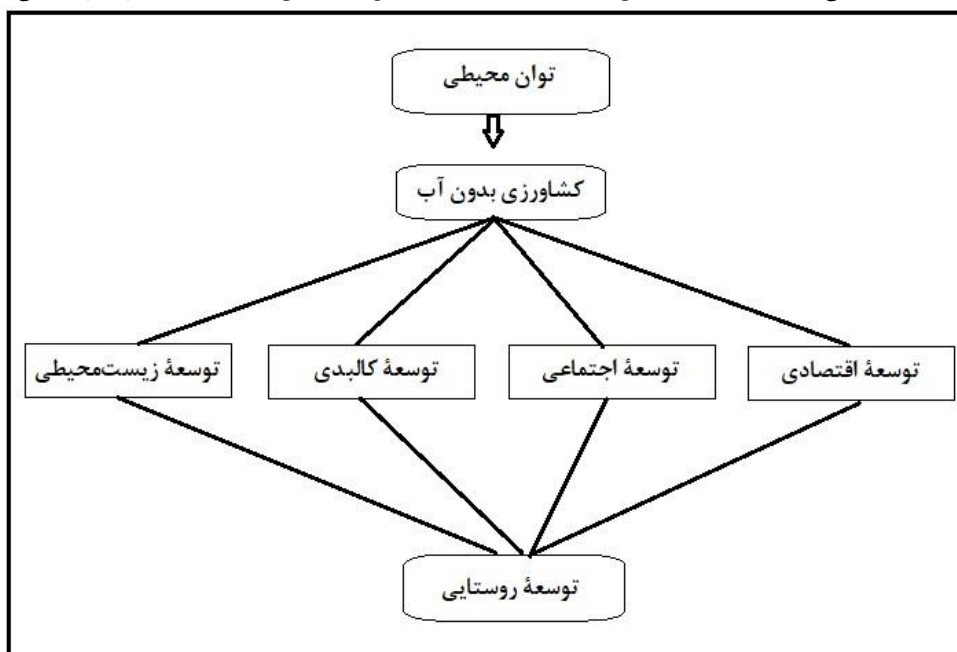 توان محیطی
کشاورزی بدون آب
توسعهٔ اقتصادی
توسعهٔ اجتماعی
توسعهٔ کالبدی
توسعهٔ زیست‌محیطی
توسعهٔ روستایی